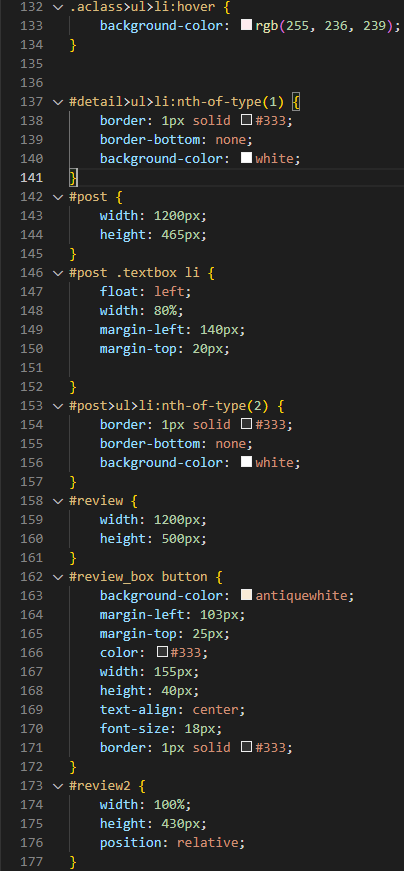 132 .aclass>ul>li:hover {
133     background-color: rgb(255, 236, 239);
134 }
135
136
137 #detail>ul>li:nth-of-type(1) {
138     border: 1px solid #333;
139     border-bottom: none;
140     background-color: white;
141 }
142 #post {
143     width: 1200px;
144     height: 465px;
145 }
146 #post .textbox li {
147     float: left;
148     width: 80%;
149     margin-left: 140px;
150     margin-top: 20px;
151
152 }
153 #post>ul>li:nth-of-type(2) {
154     border: 1px solid #333;
155     border-bottom: none;
156     background-color: white;
157 }
158 #review {
159     width: 1200px;
160     height: 500px;
161 }
162 #review_box button {
163     background-color: antiquewhite;
164     margin-left: 103px;
165     margin-top: 25px;
166     color: #333;
167     width: 155px;
168     height: 40px;
169     text-align: center;
170     font-size: 18px;
171     border: 1px solid #333;
172 }
173 #review2 {
174     width: 100%;
175     height: 430px;
176     position: relative;
177 }